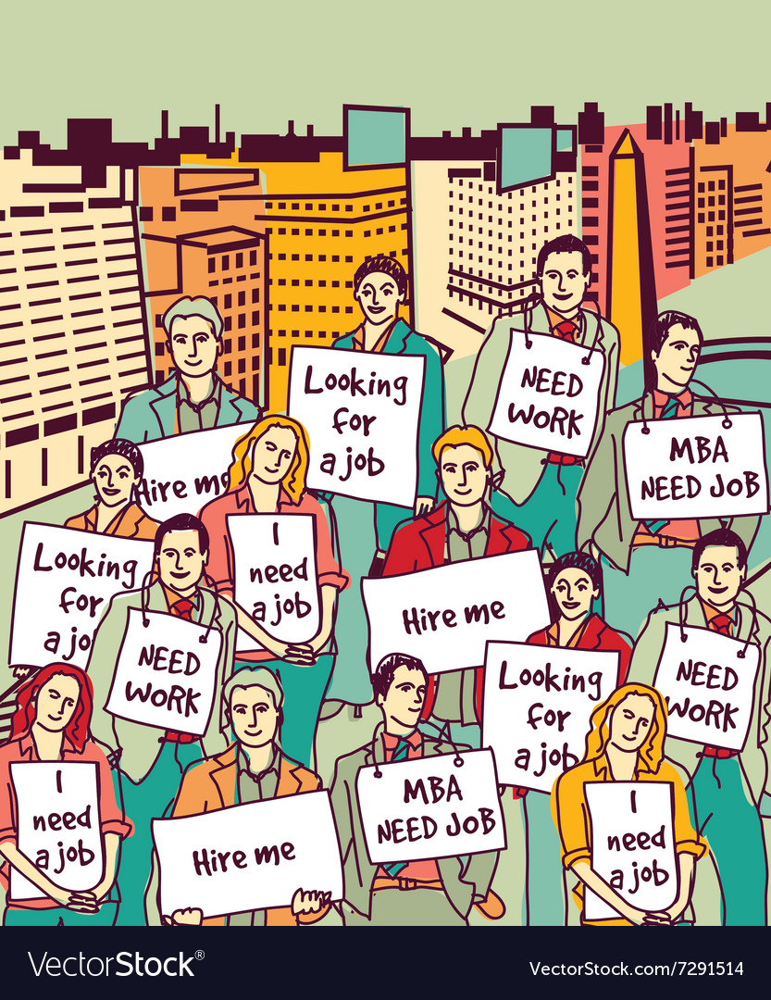 Looking
for
a job
NEED
WORK
MBA
NEED JOB
Hire me
I
need
a job
Looking
for
a jo
Hire me
NEED
WORK
Looking
for
a job
NEED
WORK
I
need
a job
Hire me
MBA
NEED JOB
I
need
a job
VectorStock®
VectorStock.com/7291514